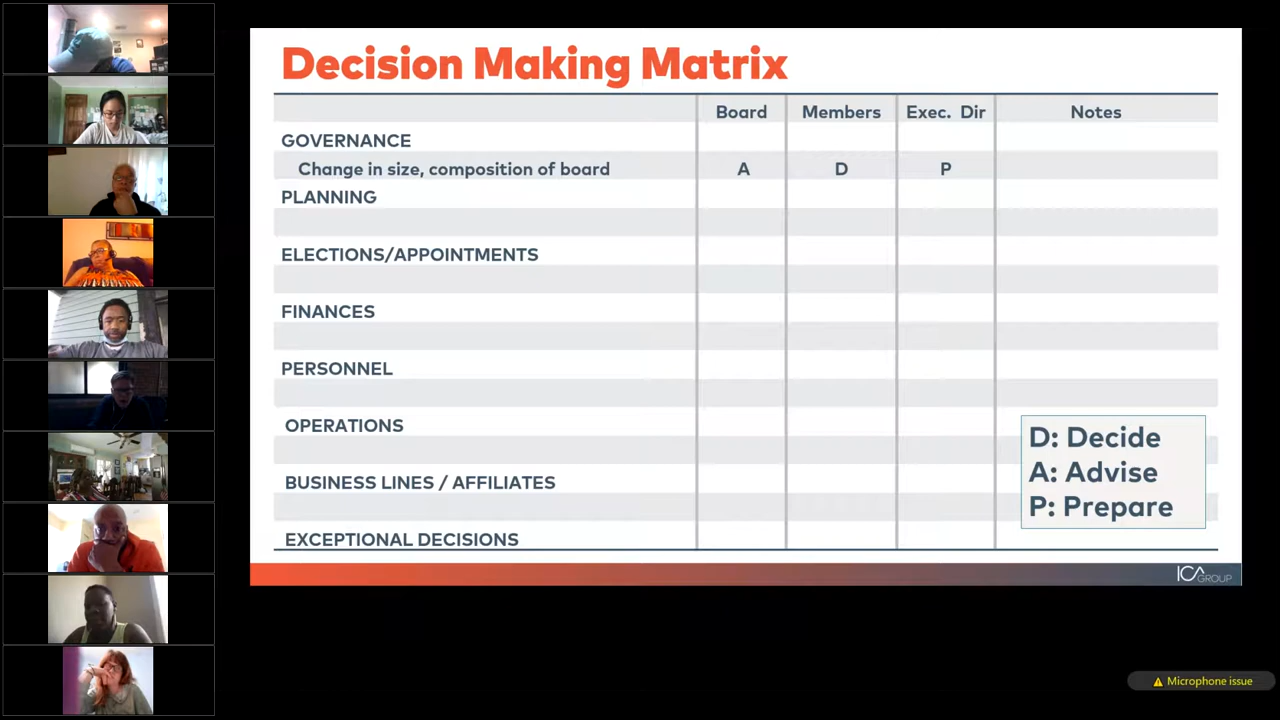 Decision Making Matrix
Board Members Exec. Dir Notes
GOVERNANCE
Change in size, composition of board A D P
PLANNING
ELECTIONS/APPOINTMENTS
FINANCES
PERSONNEL
OPERATIONS
BUSINESS LINES / AFFILIATES
EXCEPTIONAL DECISIONS
D: Decide
A: Advise
P: Prepare
ICA GROUP
Microphone issue